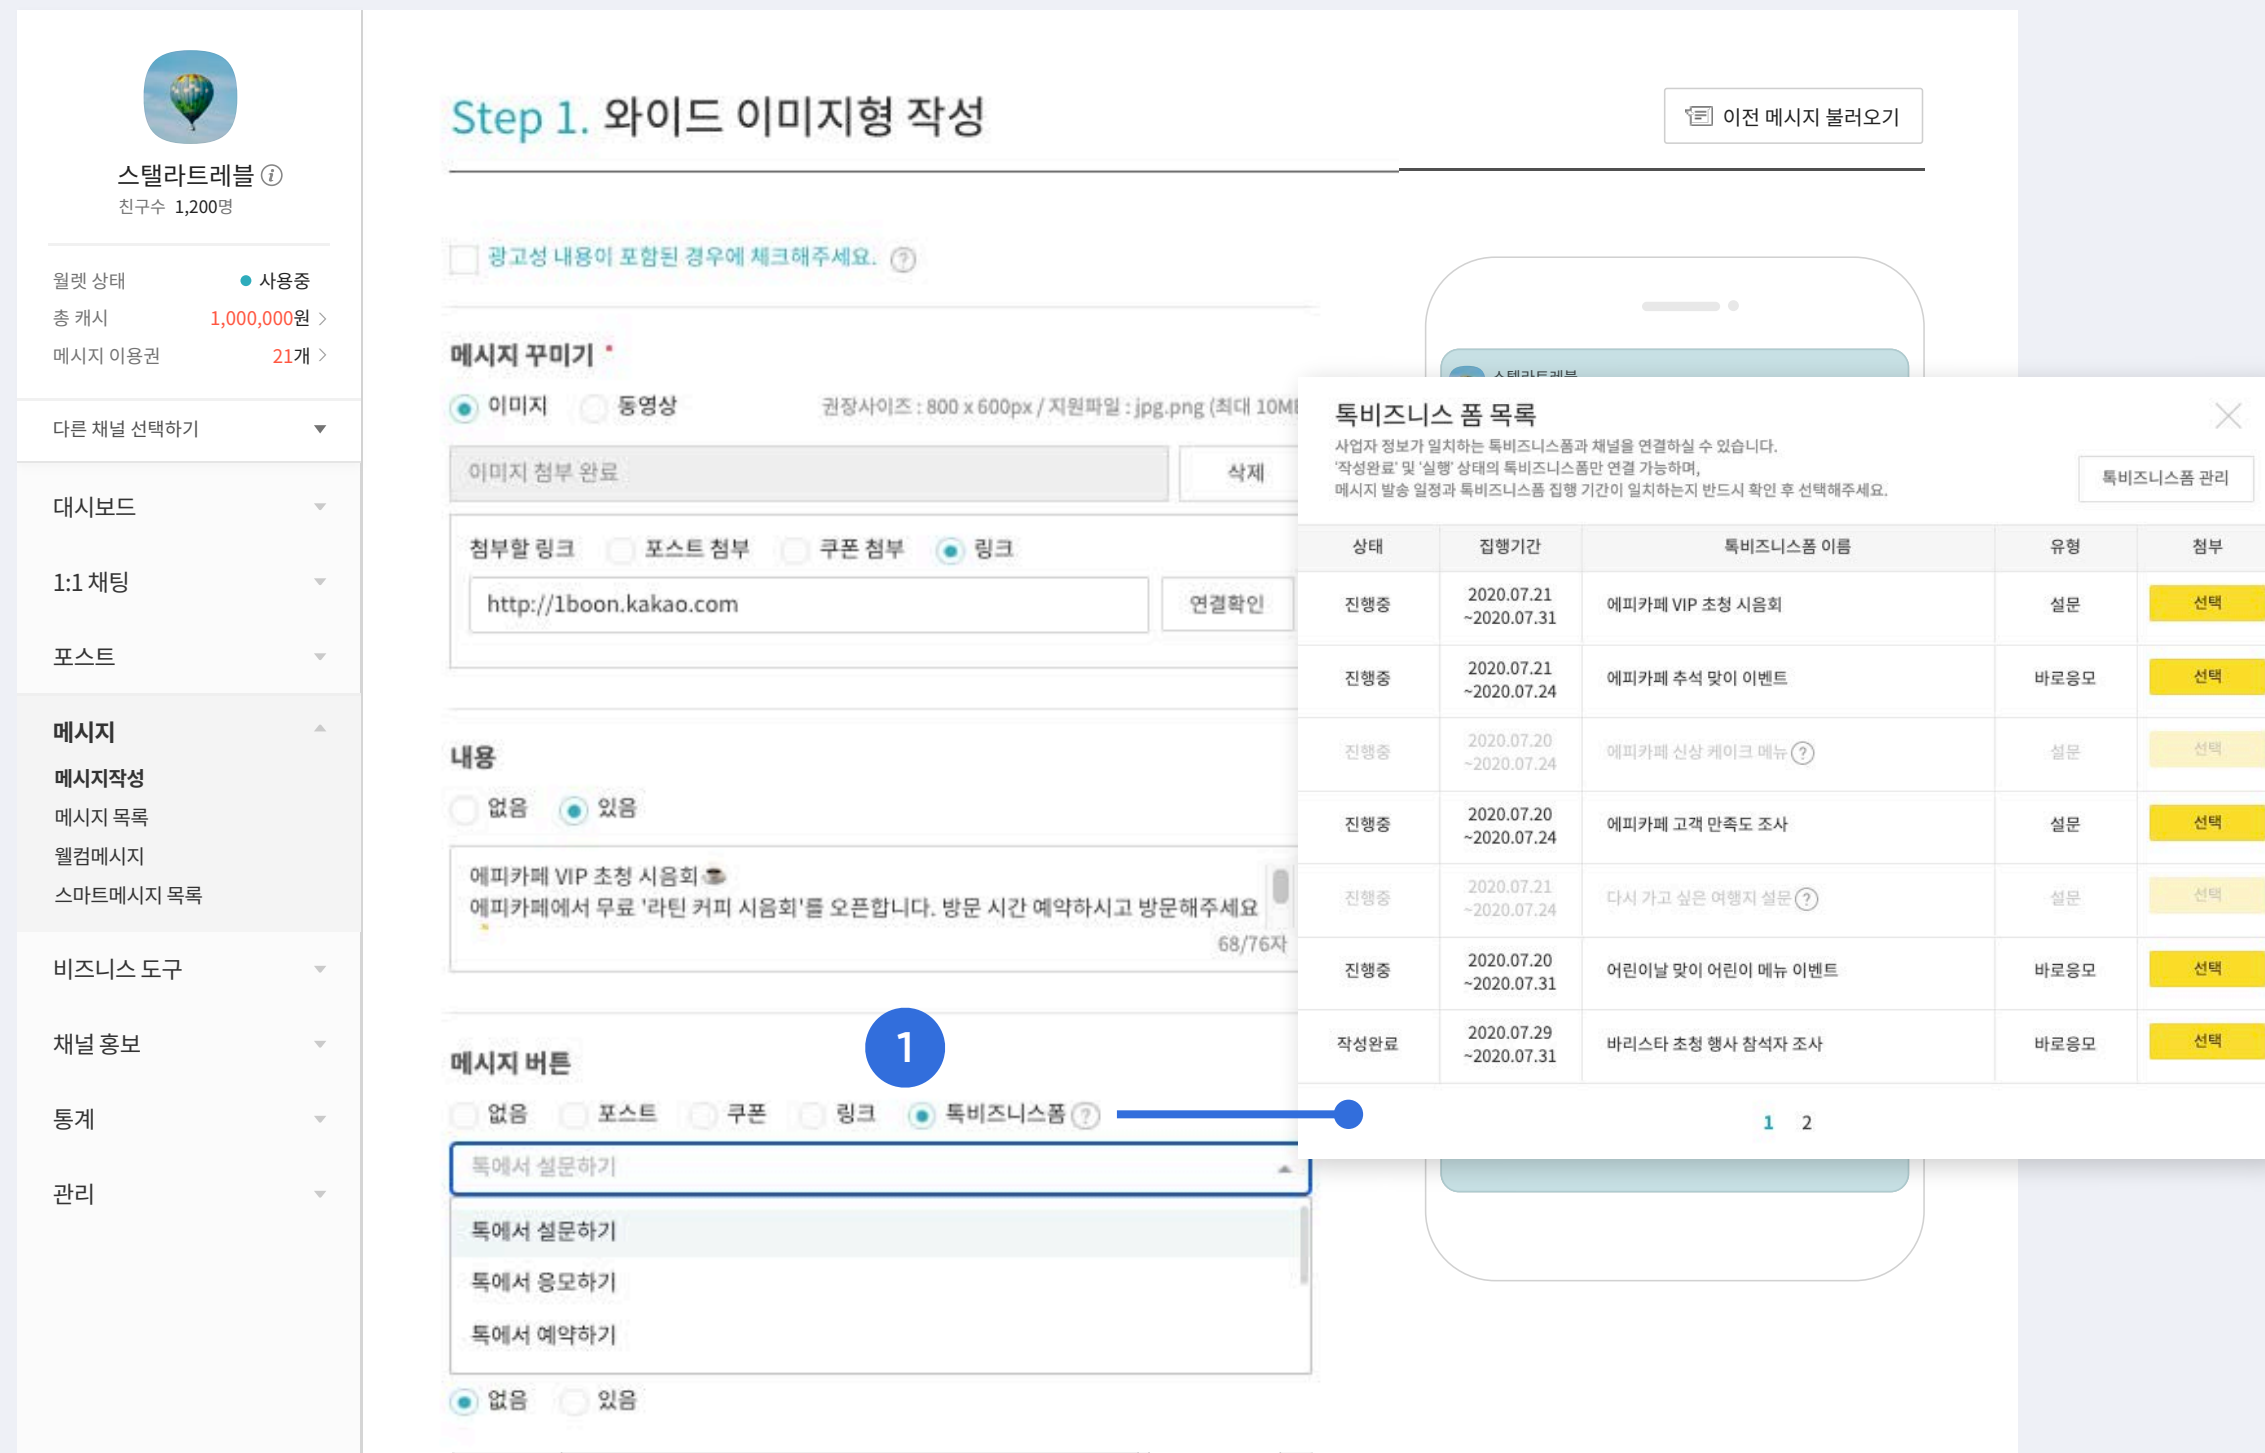 스탤라트레블
친구수 1,200명
월렛 상태 사용중
총 캐시 1,000,000원
메시지 이용권 21개
다른 채널 선택하기
대시보드
1:1 채팅
포스트
메시지
메시지작성
메시지 목록
웰컴메시지
스마트메시지 목록
비즈니스 도구
채널 홍보
통계
관리
Step 1. 와이드 이미지형 작성
이전 메시지 불러오기
광고성 내용이 포함된 경우에 체크해주세요. ?
메시지 꾸미기
이미지 동영상 권장사이즈 : 800 x 600px / 지원파일 : jpg.png (최대
이미지 첨부 완료 삭제
첨부할 링크 포스트 첨부 쿠폰 첨부 링크
http://1boon.kakao.com 연결확인
내용
없음 있음
에피카페 VIP 초청 시음회☕
에피카페에서 무료 '라틴 커피 시음회'를 오픈합니다. 방문 시간 예약하시고 방문해주세요
68/76자
1
메시지 버튼
없음 포스트 쿠폰 링크 톡비즈니스폼 ?
톡에서 설문하기
톡에서 설문하기
톡에서 응모하기
톡에서 예약하기
없음 있음
톡비즈니스 폼 목록
사업자 정보가 일치하는 톡비즈니스폼과 채널을 연결하실 수 있습니다.
'작성완료' 및 '실행' 상태의 톡비즈니스폼만 연결 가능하며,
메시지 발송 일정과 톡비즈니스폼 집행 기간이 일치하는지 반드시 확인 후 선택해주세요.
톡비즈니스폼 관리
상태 집행기간 톡비즈니스폼 이름 유형 첨부
진행중 2020.07.21 ~2020.07.31 에피카페 VIP 초청 시음회 설문 선택
진행중 2020.07.21 ~2020.07.24 에피카페 추석 맞이 이벤트 바로응모 선택
진행중 2020.07.20 ~2020.07.24 에피카페 신상 케이크 메뉴 ? 설문 선택
진행중 2020.07.20 ~2020.07.24 에피카페 고객 만족도 조사 설문 선택
진행중 2020.07.21 ~2020.07.24 다시 가고 싶은 여행지 설문 ? 설문 선택
진행중 2020.07.20 ~2020.07.31 어린이날 맞이 어린이 메뉴 이벤트 바로응모 선택
작성완료 2020.07.29 ~2020.07.31 바리스타 초청 행사 참석자 조사 바로응모 선택
1 2